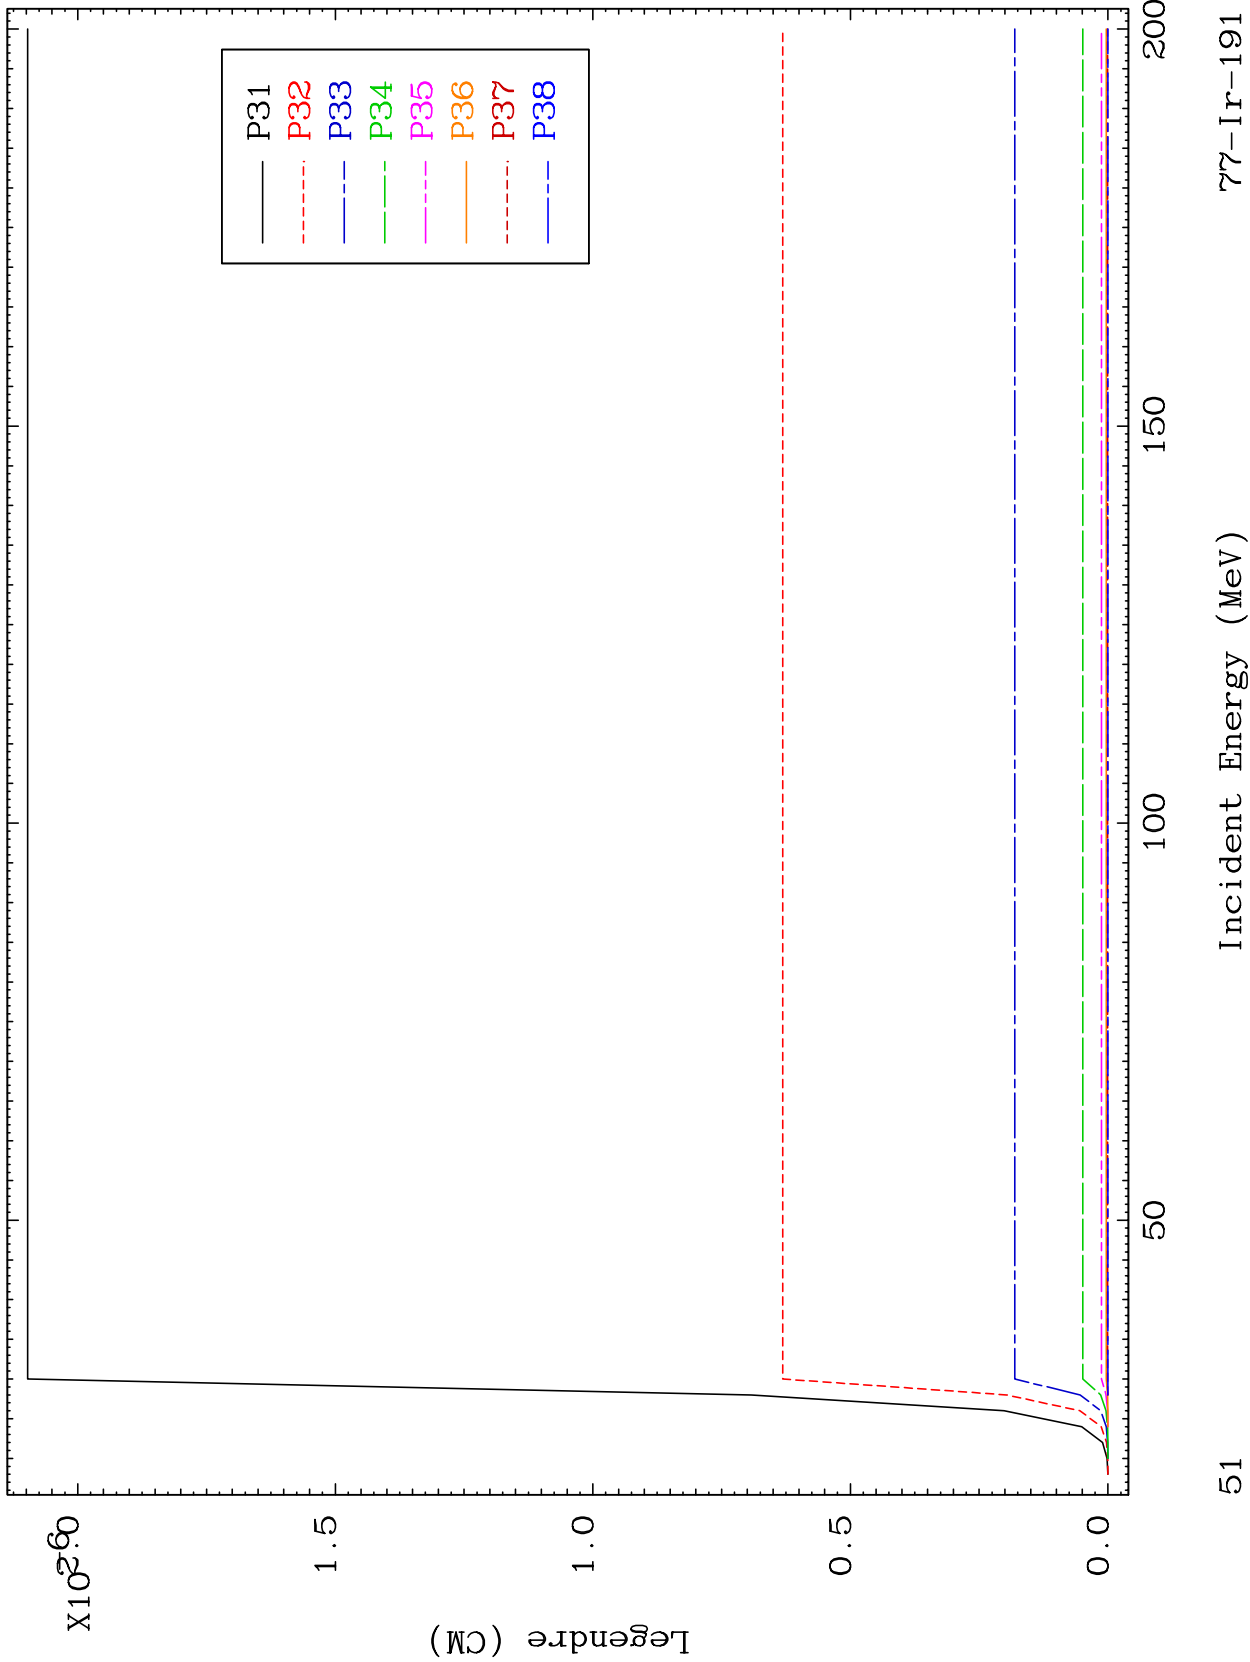 X10-6
2.0
1.5
1.0
0.5
0.0
Legendre (CM)
P31
P32
P33
P34
P35
P36
P37
P38
50
100
150
200
51
Incident Energy (MeV)
77-Ir-191